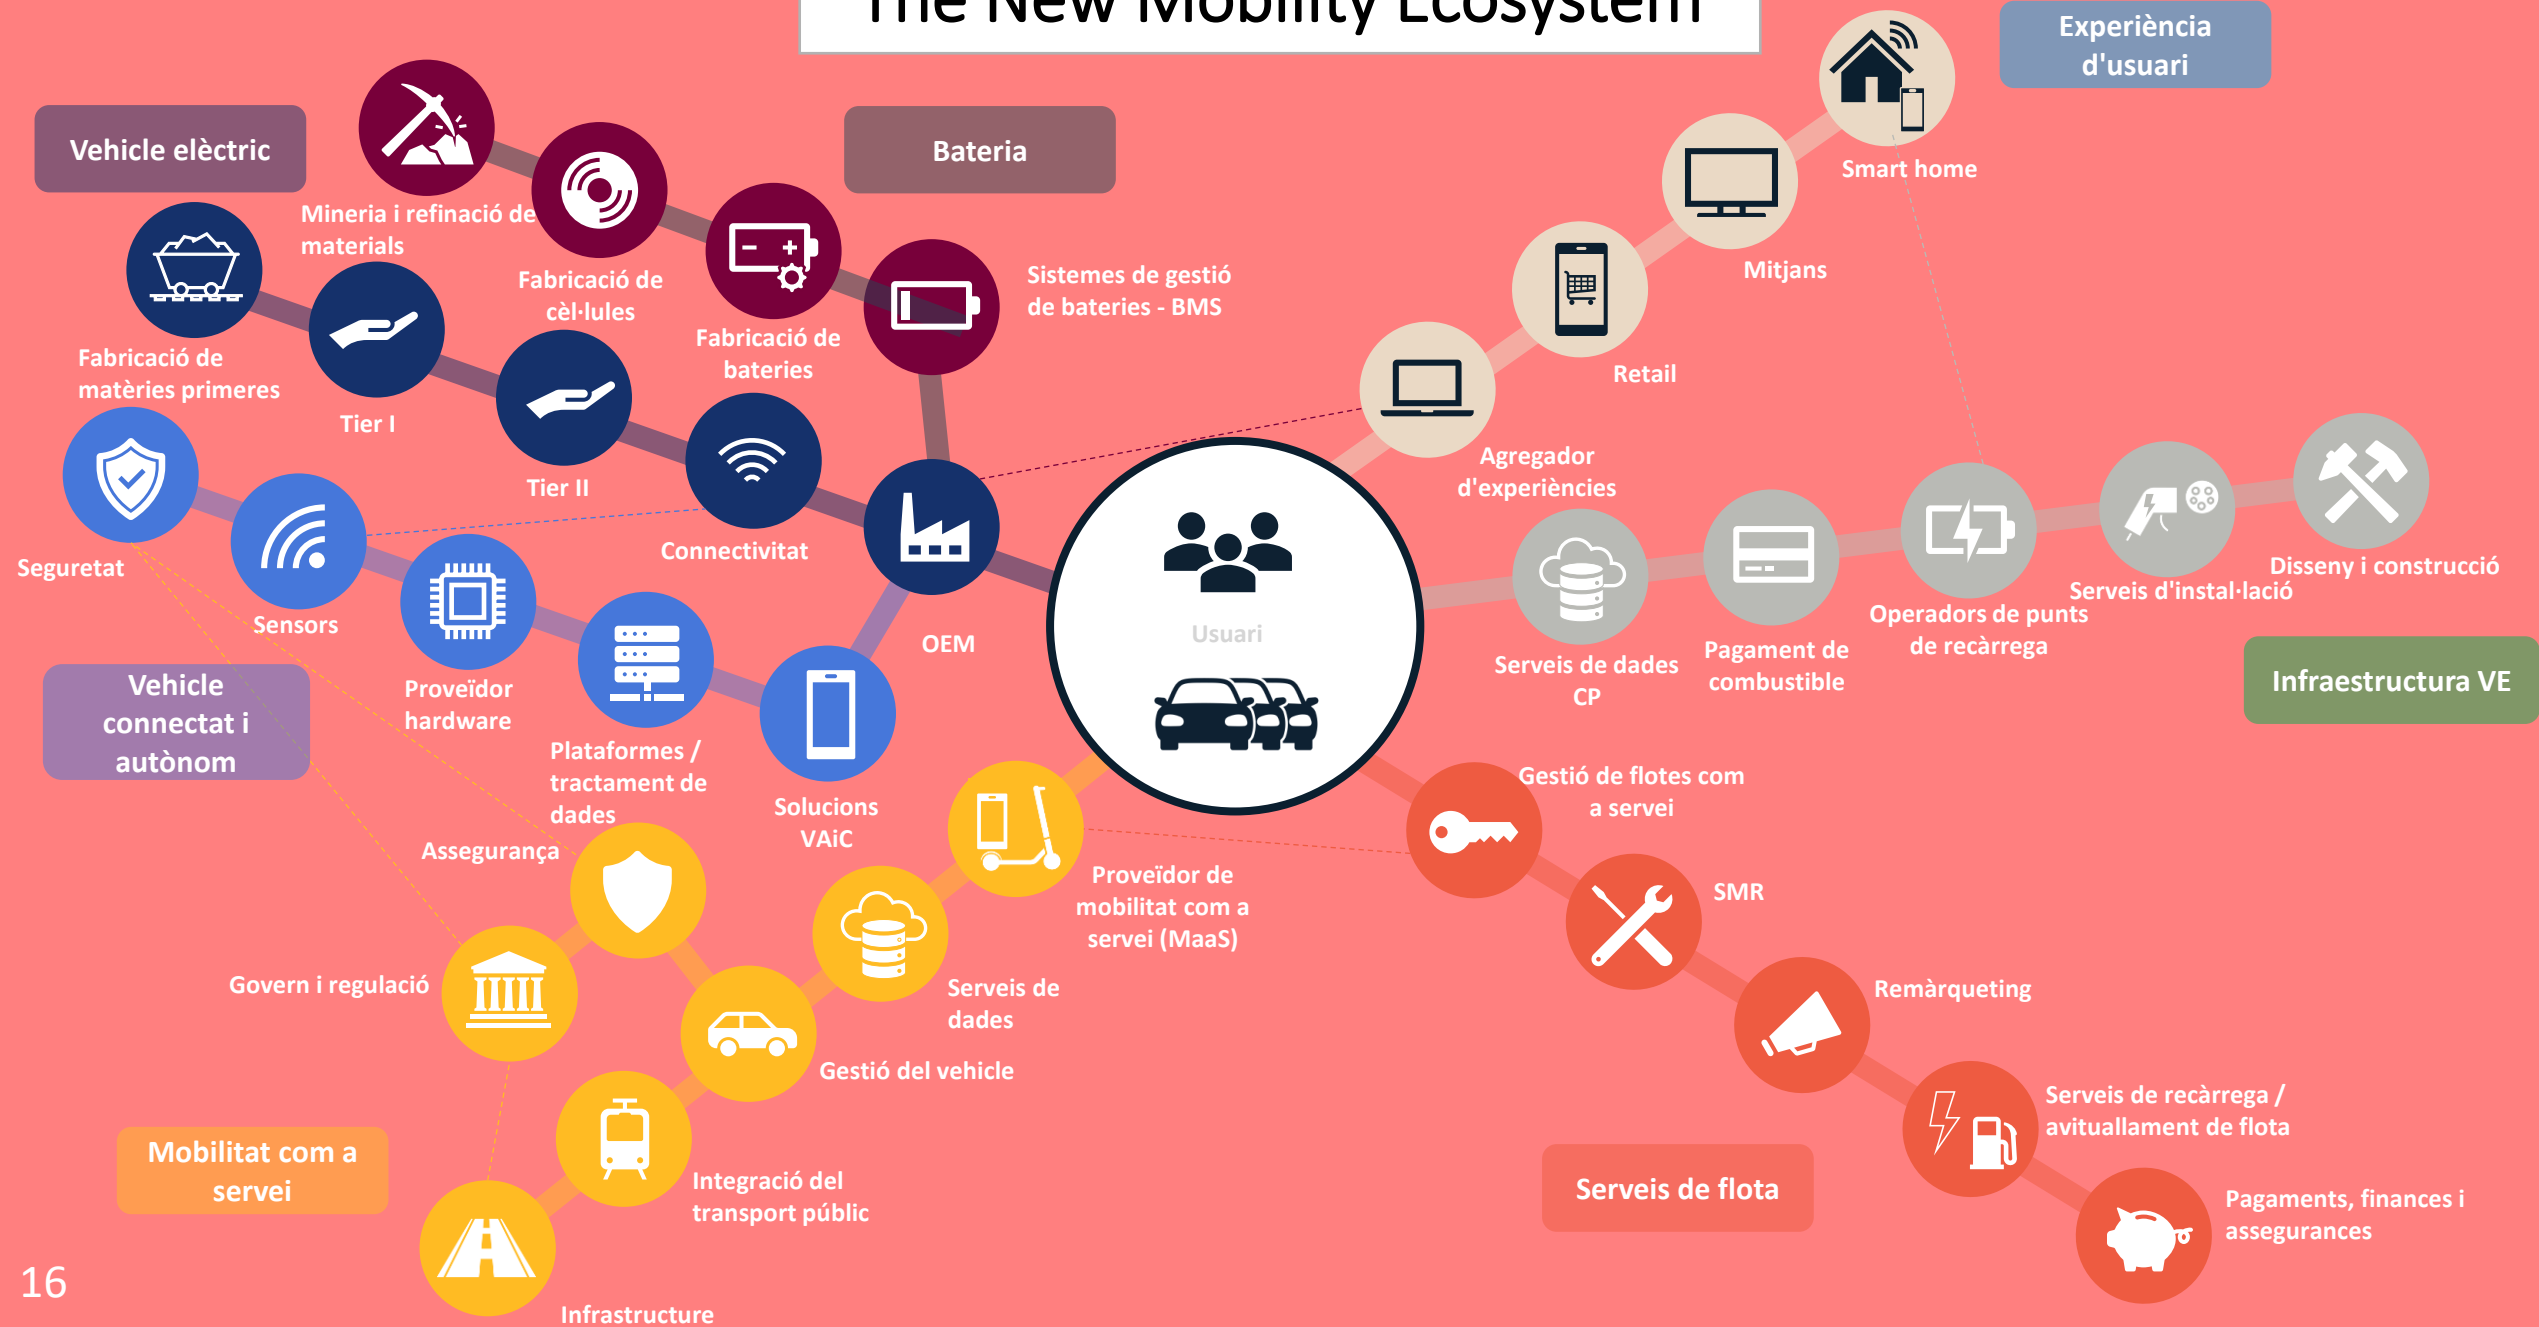 The New Mobility Ecosystem
Experiència
d'usuari
Vehicle elèctric
Bateria
Smart home
Mineria i refinació de
materials
Mitjans
Fabricació de
cèl·lules
Sistemes de gestió
de bateries - BMS
Fabricació de
bateries
Fabricació de
matèries primeres
Retail
Tier I
Agregador
d'experiències
Tier II
Connectivitat
Seguretat
Disseny i construcció
Serveis d'instal·lació
Operadors de punts
de recàrrega
Sensors
Usuari
OEM
Pagament de
combustible
Serveis de dades
CP
Infraestructura VE
Vehicle
connectat i
autònom
Proveïdor
hardware
Plataformes /
tractament de
dades
Solucions
VAiC
Gestió de flotes com
a servei
Assegurança
Proveïdor de
mobilitat com a
servei (MaaS)
SMR
Govern i regulació
Serveis de
dades
Remàrqueting
Gestió del vehicle
Serveis de recàrrega /
avituallament de flota
Mobilitat com a
servei
Integració del
transport públic
Serveis de flota
Pagaments, finances i
assegurances
16
Infrastructure